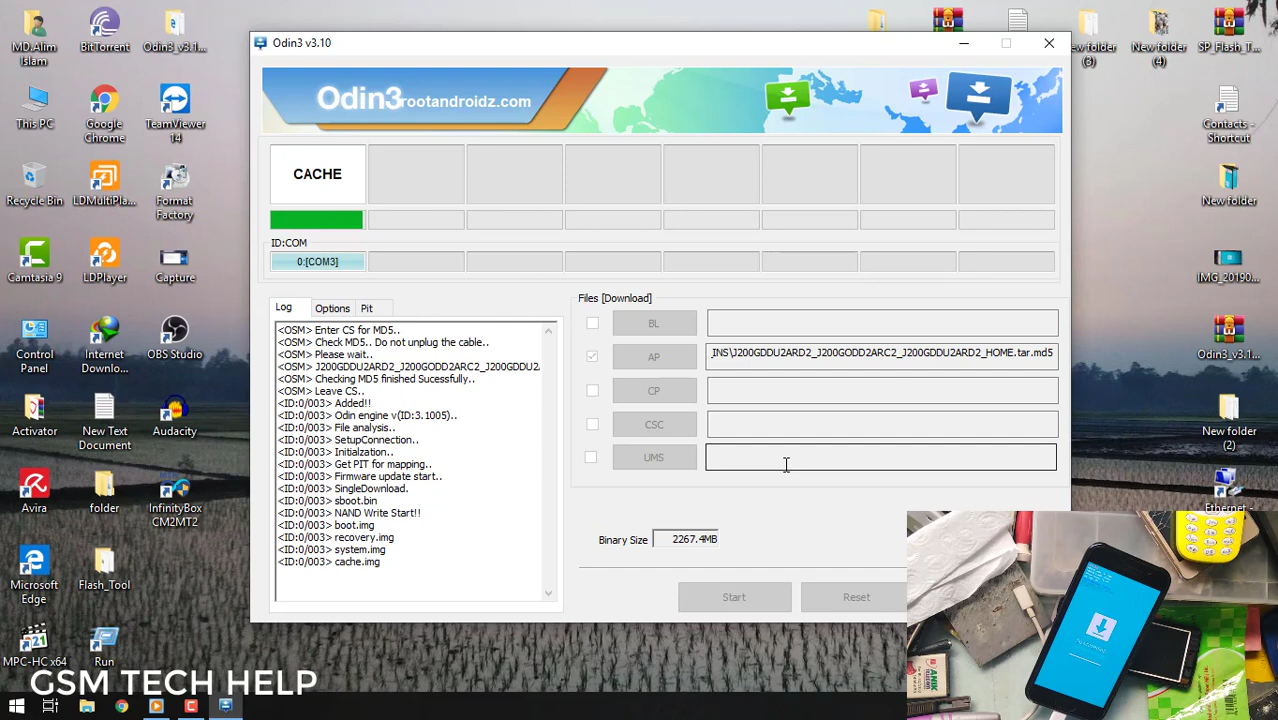 MD.Alim
Islam
BitTorrent
Odin3_v3.1...
This PC
Google
Chrome
TeamViewer
14
Recycle Bin
LDMultiPla...
Format
Factory
Camtasia 9
LDPlayer
Capture
Control
Panel
Internet
Downlo...
OBS Studio
Activator
New Text
Document
Audacity
Avira
folder
InfinityBox
CM2MT2
Microsoft
Edge
Flash_Tool
MPC-HC x64
Run
GSM TECH HELP
Odin3 v3.10
Odin3 rootandroidz.com
CACHE
ID:COM
0:[COM3]
Log
Options
Pit
<OSM> Enter CS for MD5..
<OSM> Check MD5.. Do not unplug the cable..
<OSM> Please wait..
<OSM> J200GDDU2ARD2_J200GODD2ARC2_J200GDDU2
<OSM> Checking MD5 finished Sucessfully..
<OSM> Leave CS..
<ID:0/003> Added!!
<ID:0/003> Odin engine v(ID:3.1005)..
<ID:0/003> File analysis..
<ID:0/003> SetupConnection..
<ID:0/003> Initialzation..
<ID:0/003> Get PIT for mapping..
<ID:0/003> Firmware update start..
<ID:0/003> SingleDownload.
<ID:0/003> sboot.bin
<ID:0/003> NAND Write Start!!
<ID:0/003> boot.img
<ID:0/003> recovery.img
<ID:0/003> system.img
<ID:0/003> cache.img
Files [Download]
BL
AP
INS\J200GDDU2ARD2_J200GODD2ARC2_J200GDDU2ARD2_HOME.tar.md5
CP
CSC
UMS
Binary Size
2267.4MB
Start
Reset
ew folder
(3)
New folder
(4)
SP_Flash_T...
Contacts -
Shortcut
New folder
IMG_20190...
Odin3_v3.1...
New folder
(2)
Ethernet -